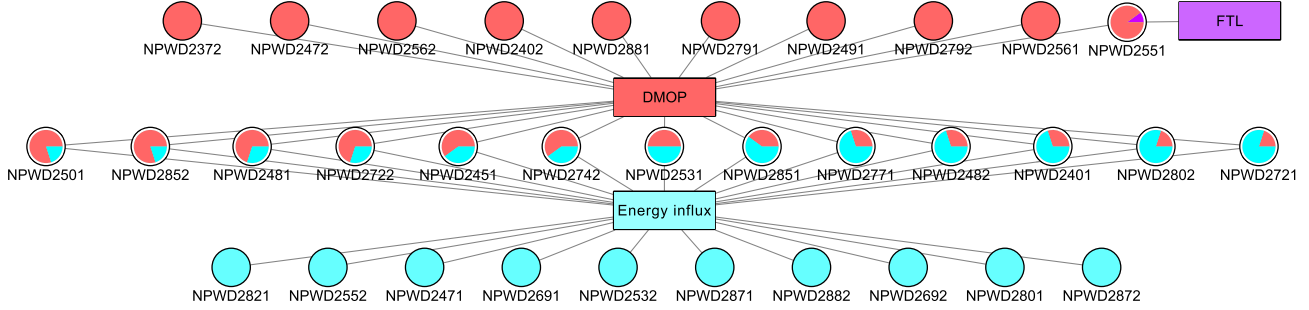 FTL
NPWD2372 NPWD2472 NPWD2562 NPWD2402 NPWD2881 NPWD2791 NPWD2491 NPWD2792 NPWD2561 NPWD2551
DMOP
NPWD2501 NPWD2852 NPWD2481 NPWD2722 NPWD2451 NPWD2742 NPWD2531 NPWD2851 NPWD2771 NPWD2482 NPWD2401 NPWD2802 NPWD2721
Energy influx
NPWD2821 NPWD2552 NPWD2471 NPWD2691 NPWD2532 NPWD2871 NPWD2882 NPWD2692 NPWD2801 NPWD2872